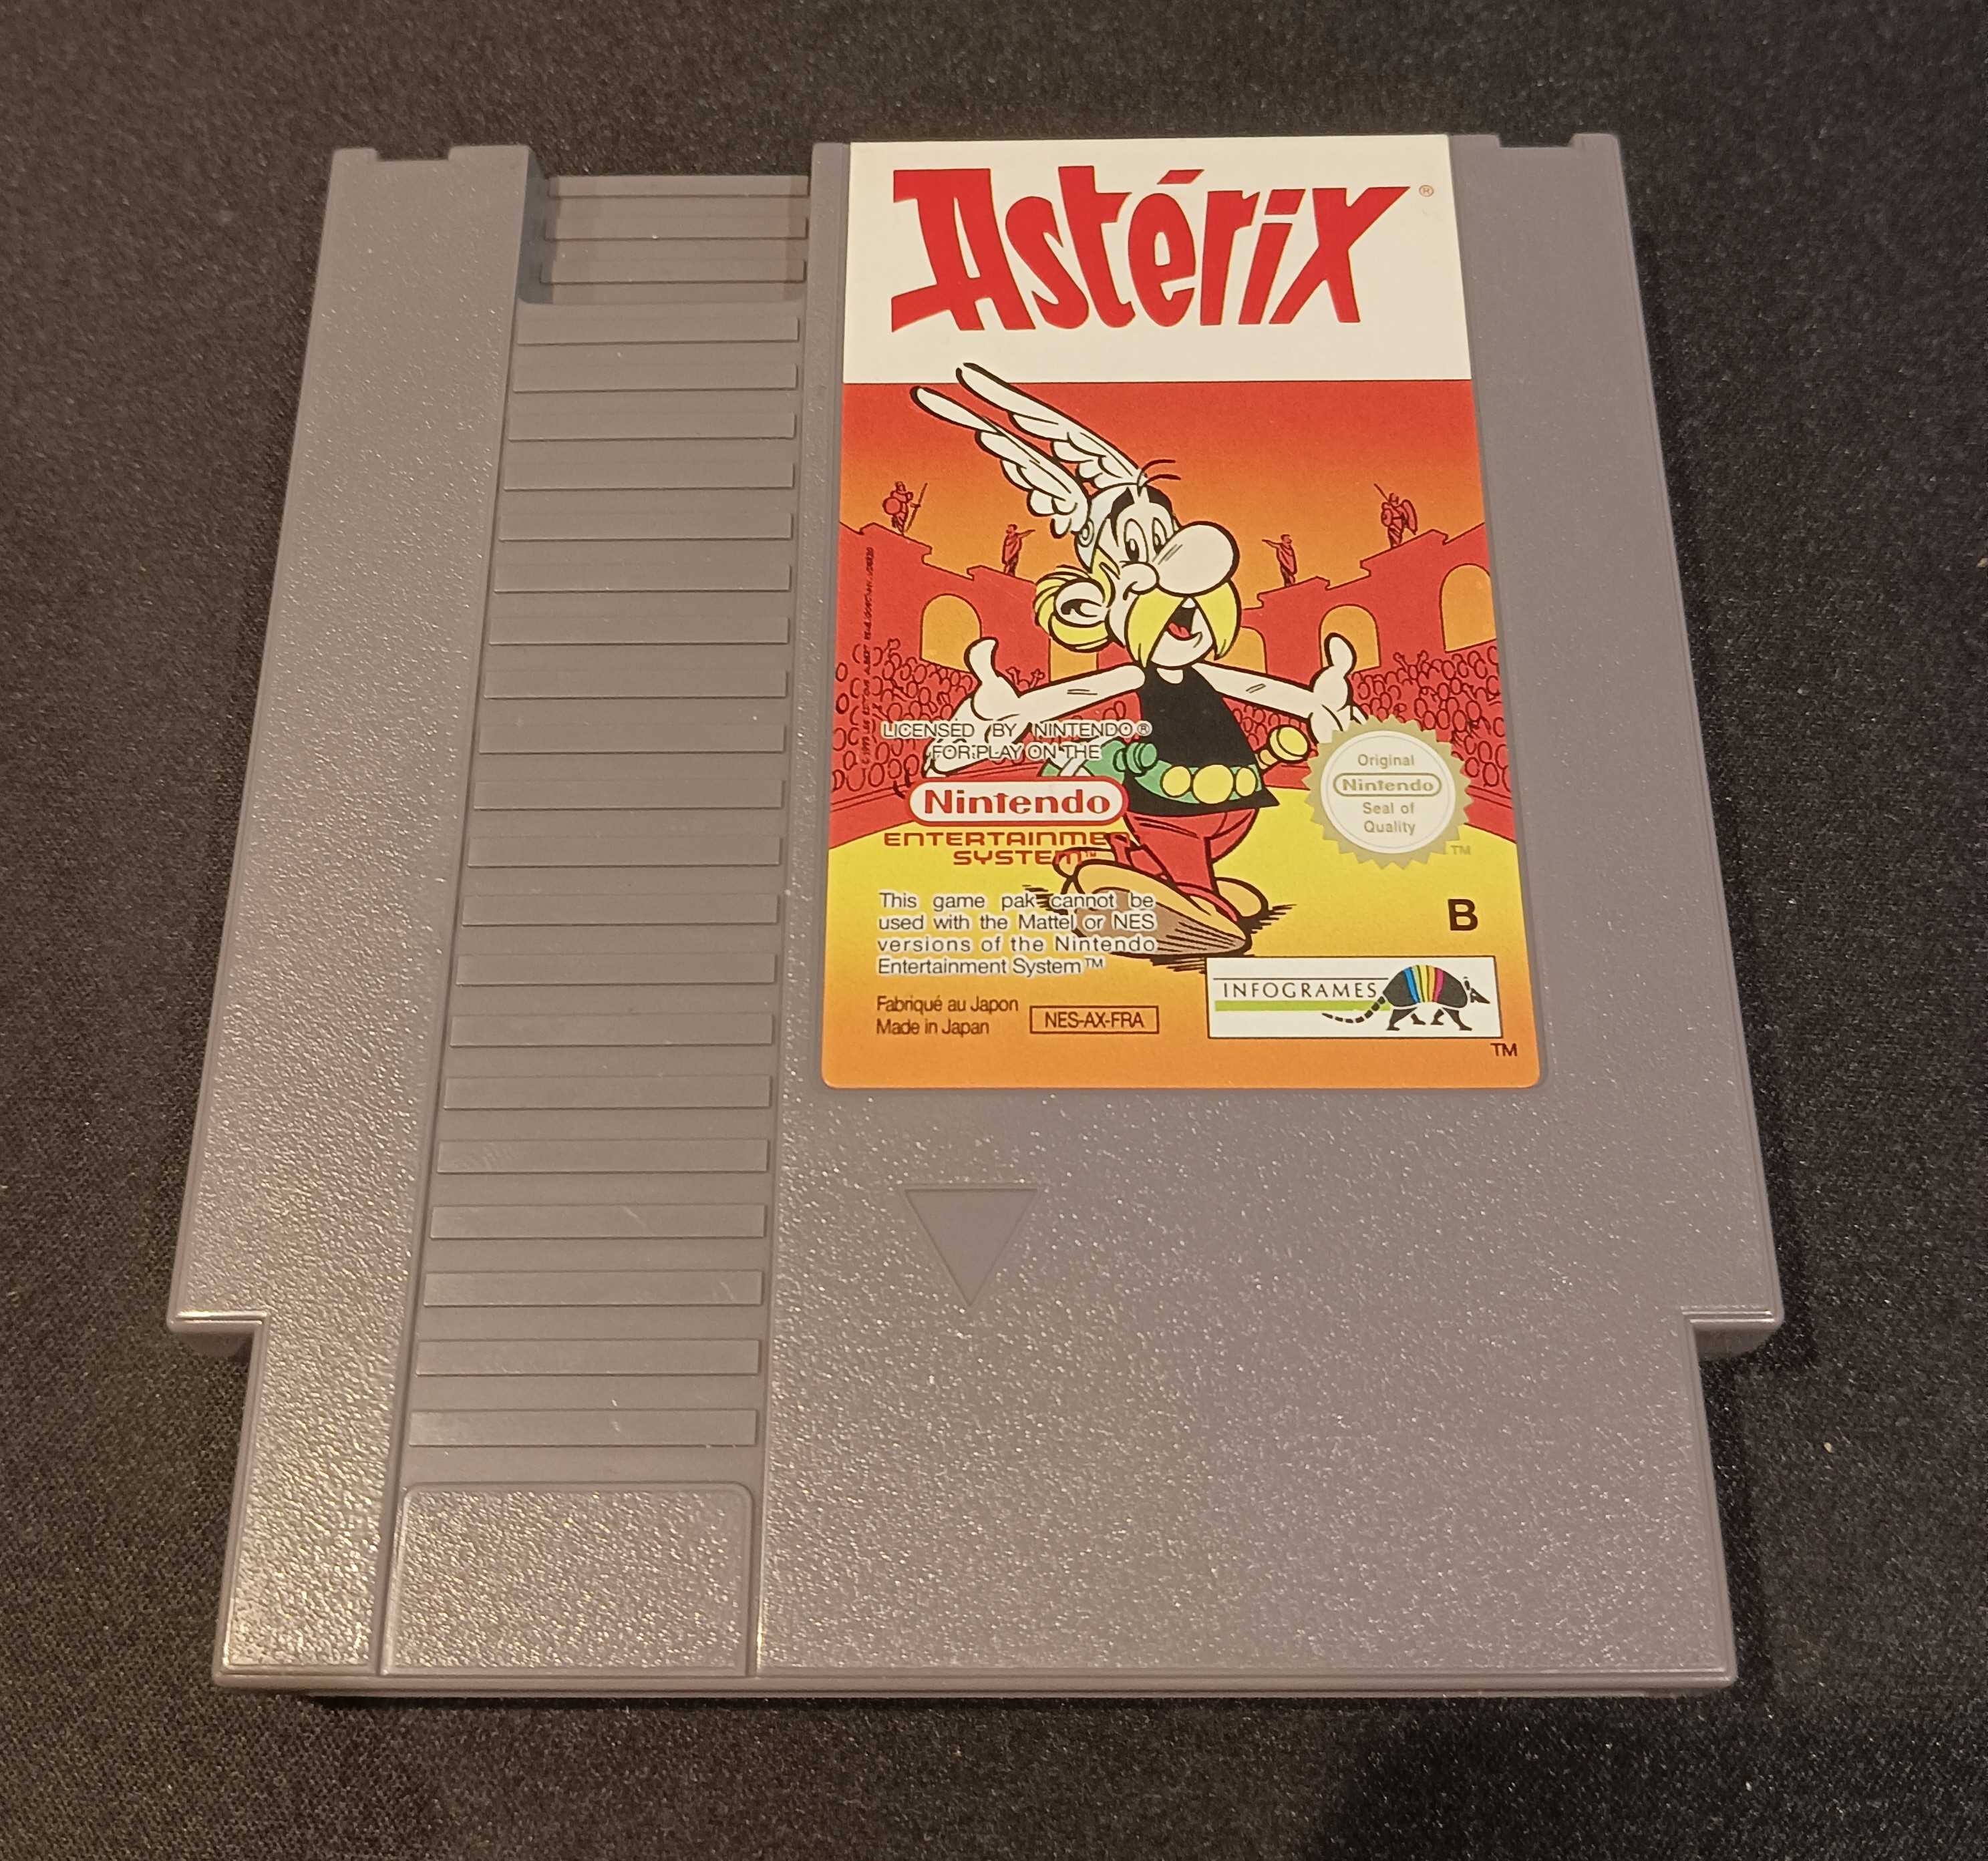 Astérix ®
LICENSED BY NINTENDO®
FOR PLAY ON THE
Nintendo
ENTERTAINME
SYSTEM™
Original
Nintendo
Seal of
Quality
TM
This game pak cannot be
used with the Mattel or NES
versions of the Nintendo
Entertainment System™
B
Fabriqué au Japon
Made in Japan
NES-AX-FRA
INFOGRAMES
TM